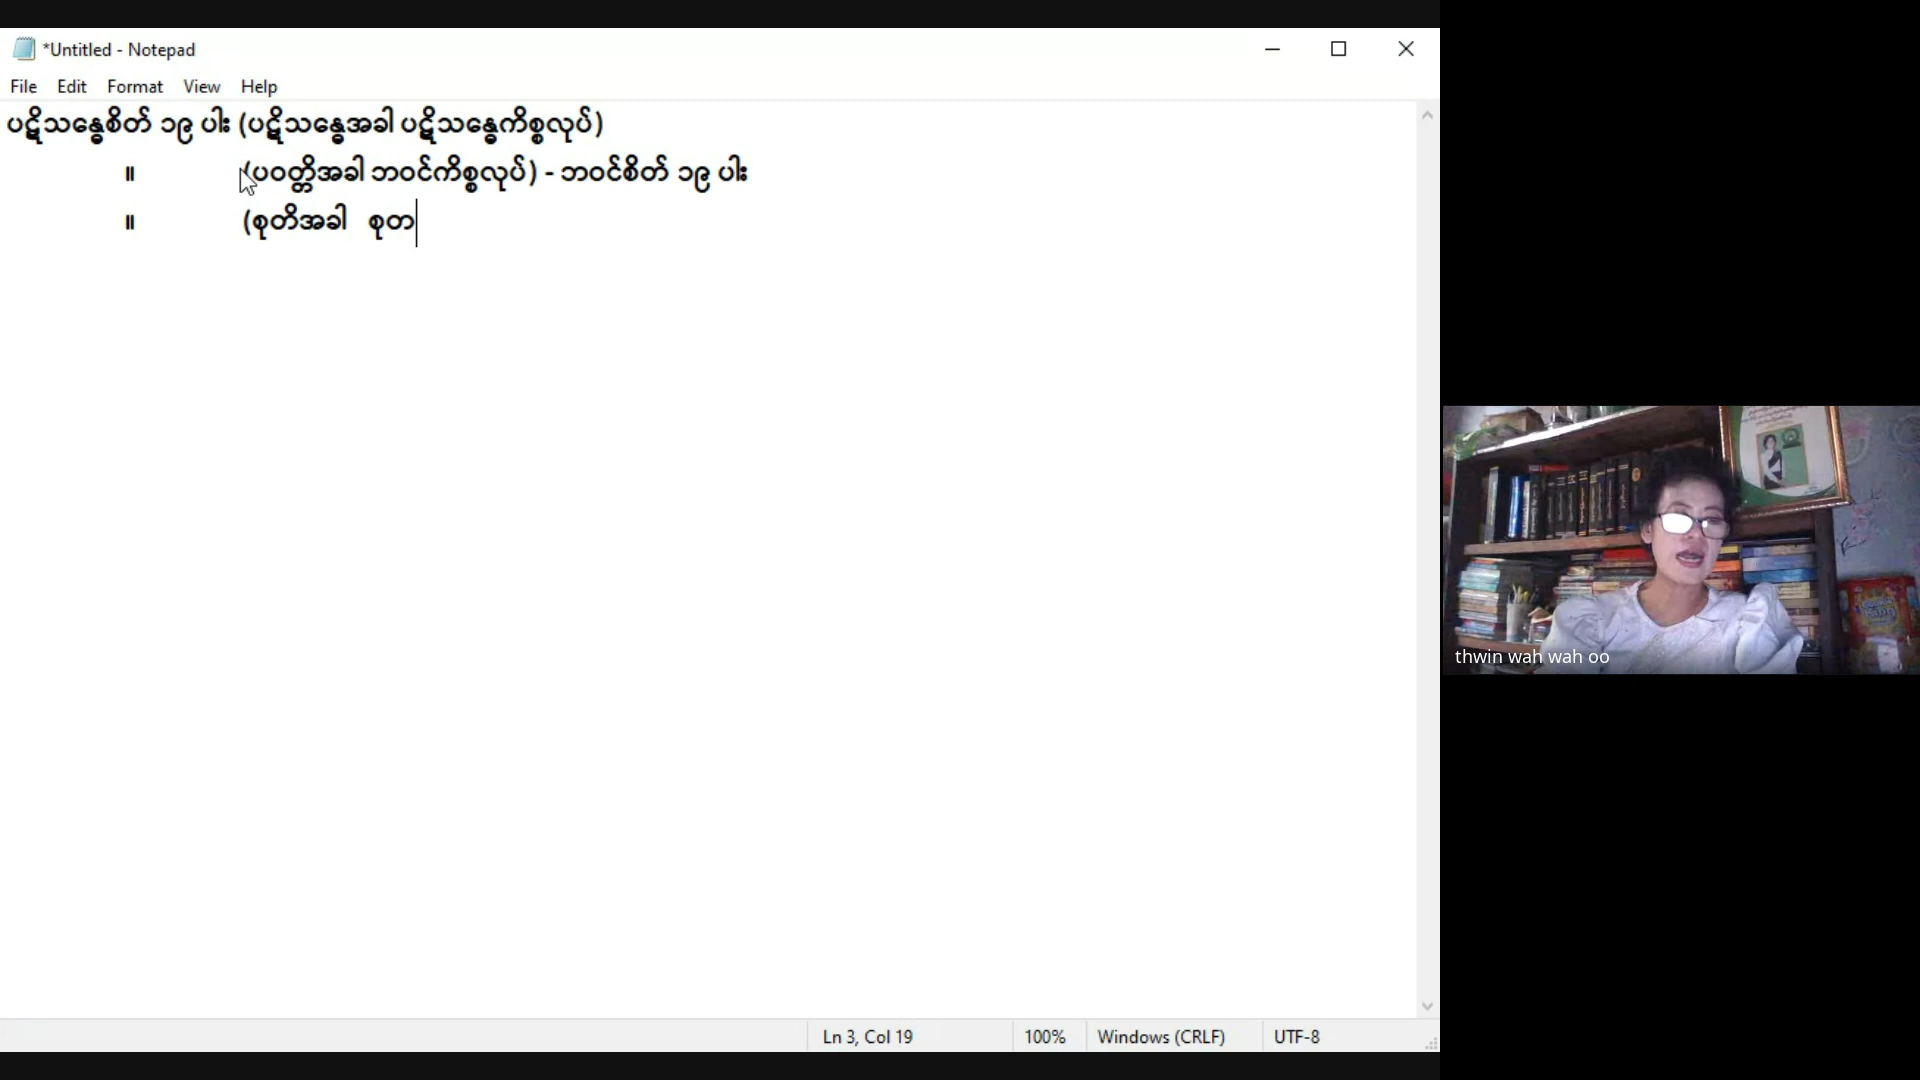 *Untitled - Notepad
File Edit Format View Help
ပဋိသန္ဓေစိတ် ၁၉ ပါး (ပဋိသန္ဓေအခါ ပဋိသန္ဓေကိစ္စလုပ်)
။ (ပဝတ္တိအခါ ဘဝင်ကိစ္စလုပ်) - ဘဝင်စိတ် ၁၉ ပါး
။ (စုတိအခါ စုတ
thwin wah wah oo
Ln 3, Col 19 100% Windows (CRLF) UTF-8